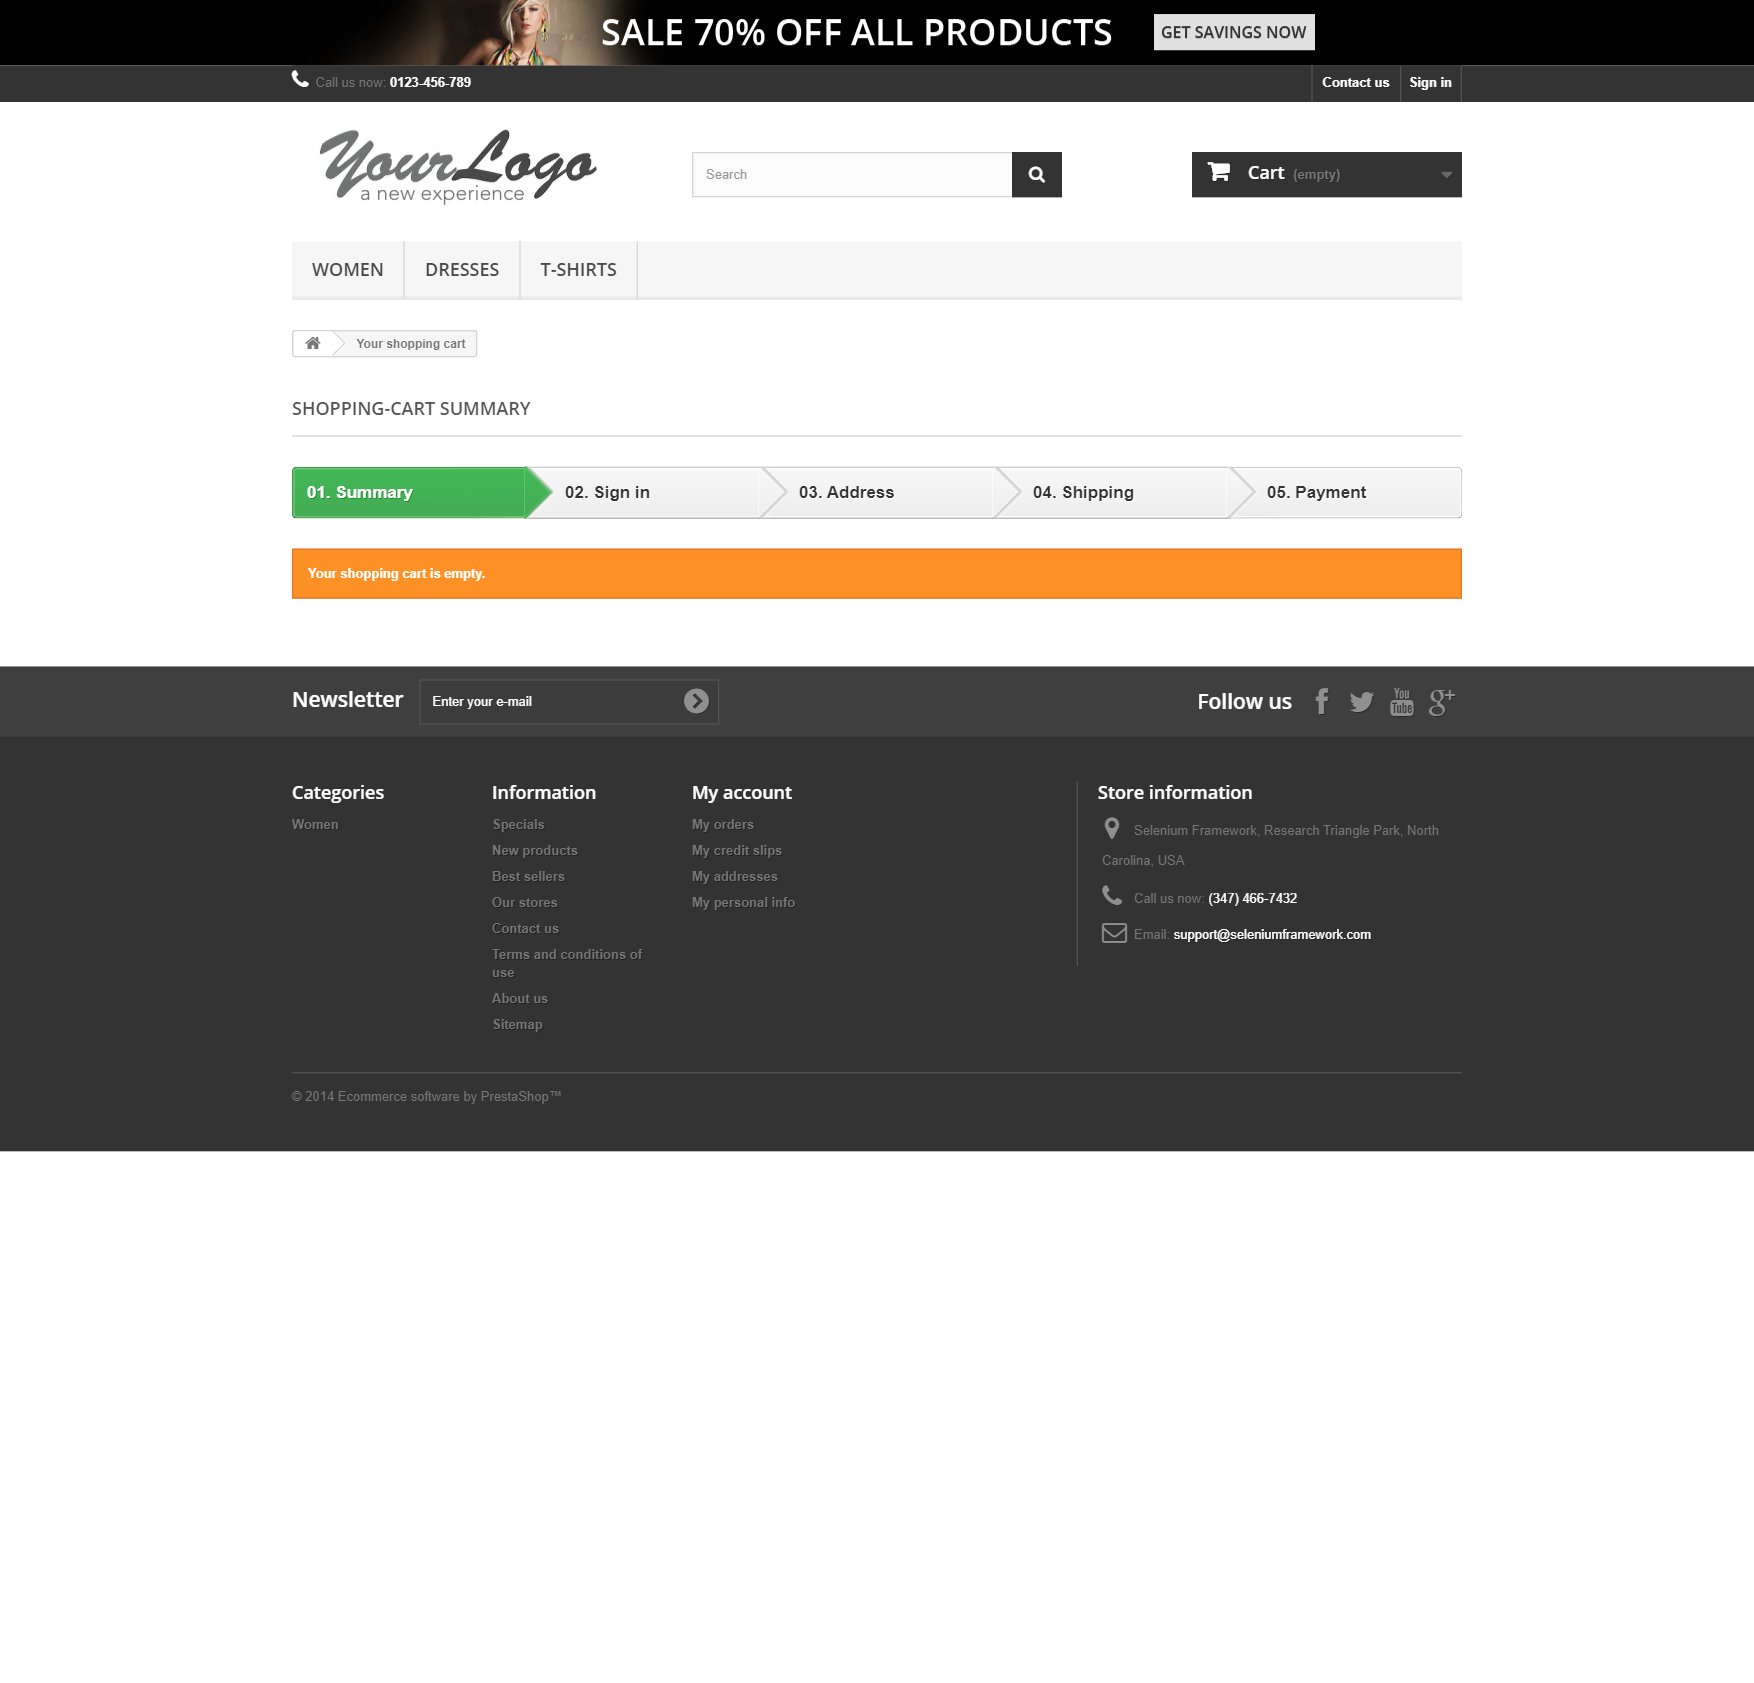 SALE 70% OFF ALL PRODUCTS
GET SAVINGS NOW
Call us now: 0123-456-789
Contact us
Sign in
YourLogo
a new experience
Search
Cart (empty)
WOMEN
DRESSES
T-SHIRTS
Your shopping cart
SHOPPING-CART SUMMARY
01. Summary
02. Sign in
03. Address
04. Shipping
05. Payment
Your shopping cart is empty.
Newsletter
Enter your e-mail
Follow us
You
Tube
g+
Categories
Women
Information
Specials
New products
Best sellers
Our stores
Contact us
Terms and conditions of
use
About us
Sitemap
My account
My orders
My credit slips
My addresses
My personal info
Store information
Selenium Framework, Research Triangle Park, North
Carolina, USA
Call us now: (347) 466-7432
Email: support@seleniumframework.com
© 2014 Ecommerce software by PrestaShop™